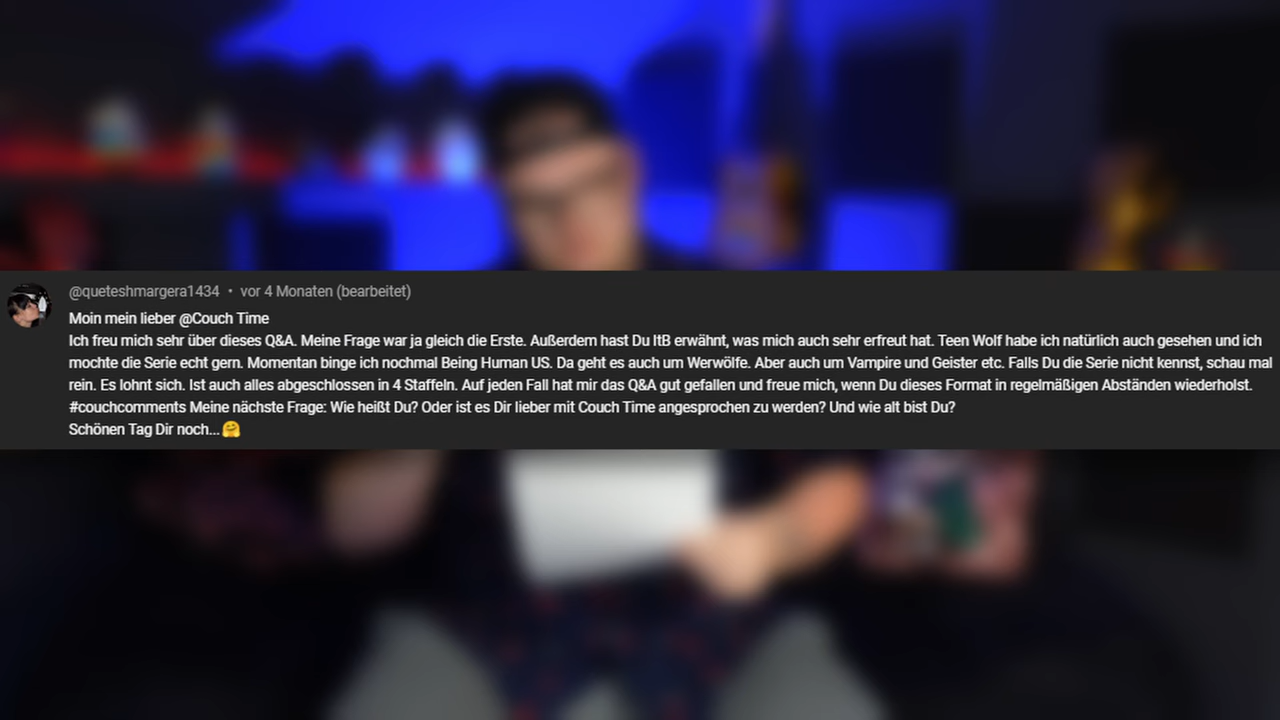 @queteshmargera1434 • vor 4 Monaten (bearbeitet)
Moin mein lieber @Couch Time
Ich freu mich sehr über dieses Q&A. Meine Frage war ja gleich die Erste. Außerdem hast Du ItB erwähnt, was mich auch sehr erfreut hat. Teen Wolf habe ich natürlich auch gesehen und ich
mochte die Serie echt gern. Momentan binge ich nochmal Being Human US. Da geht es auch um Werwölfe. Aber auch um Vampire und Geister etc. Falls Du die Serie nicht kennst, schau mal
rein. Es lohnt sich. Ist auch alles abgeschlossen in 4 Staffeln. Auf jeden Fall hat mir das Q&A gut gefallen und freue mich, wenn Du dieses Format in regelmäßigen Abständen wiederholst.
#couchcomments Meine nächste Frage: Wie heißt Du? Oder ist es Dir lieber mit Couch Time angesprochen zu werden? Und wie alt bist Du?
Schönen Tag Dir noch...🤗